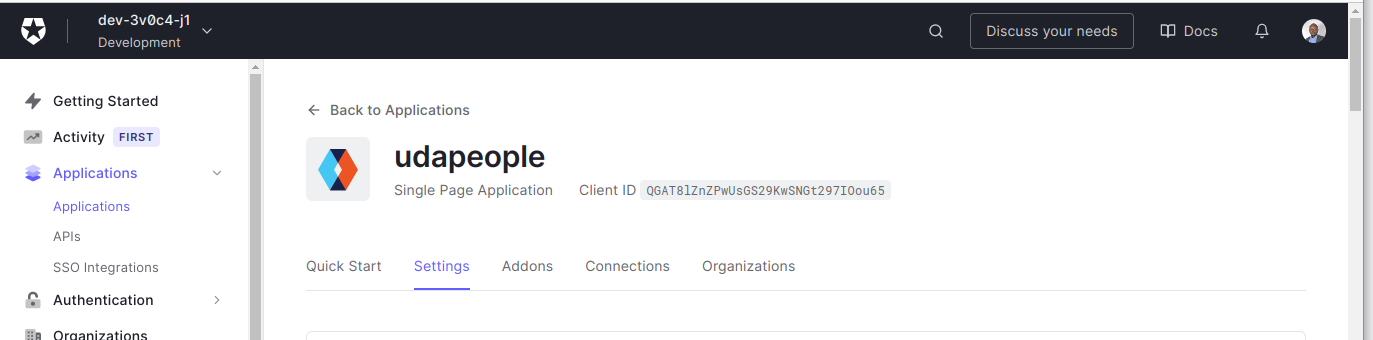 dev-3v0c4-j1
Development
Discuss your needs
Docs
Getting Started
Activity FIRST
Applications
Applications
APIs
SSO Integrations
Authentication
Organizations
Back to Applications
udapeople
Single Page Application Client ID QGAT8lZnZPwUsGS29KwSNGt297IOou65
Quick Start Settings Addons Connections Organizations